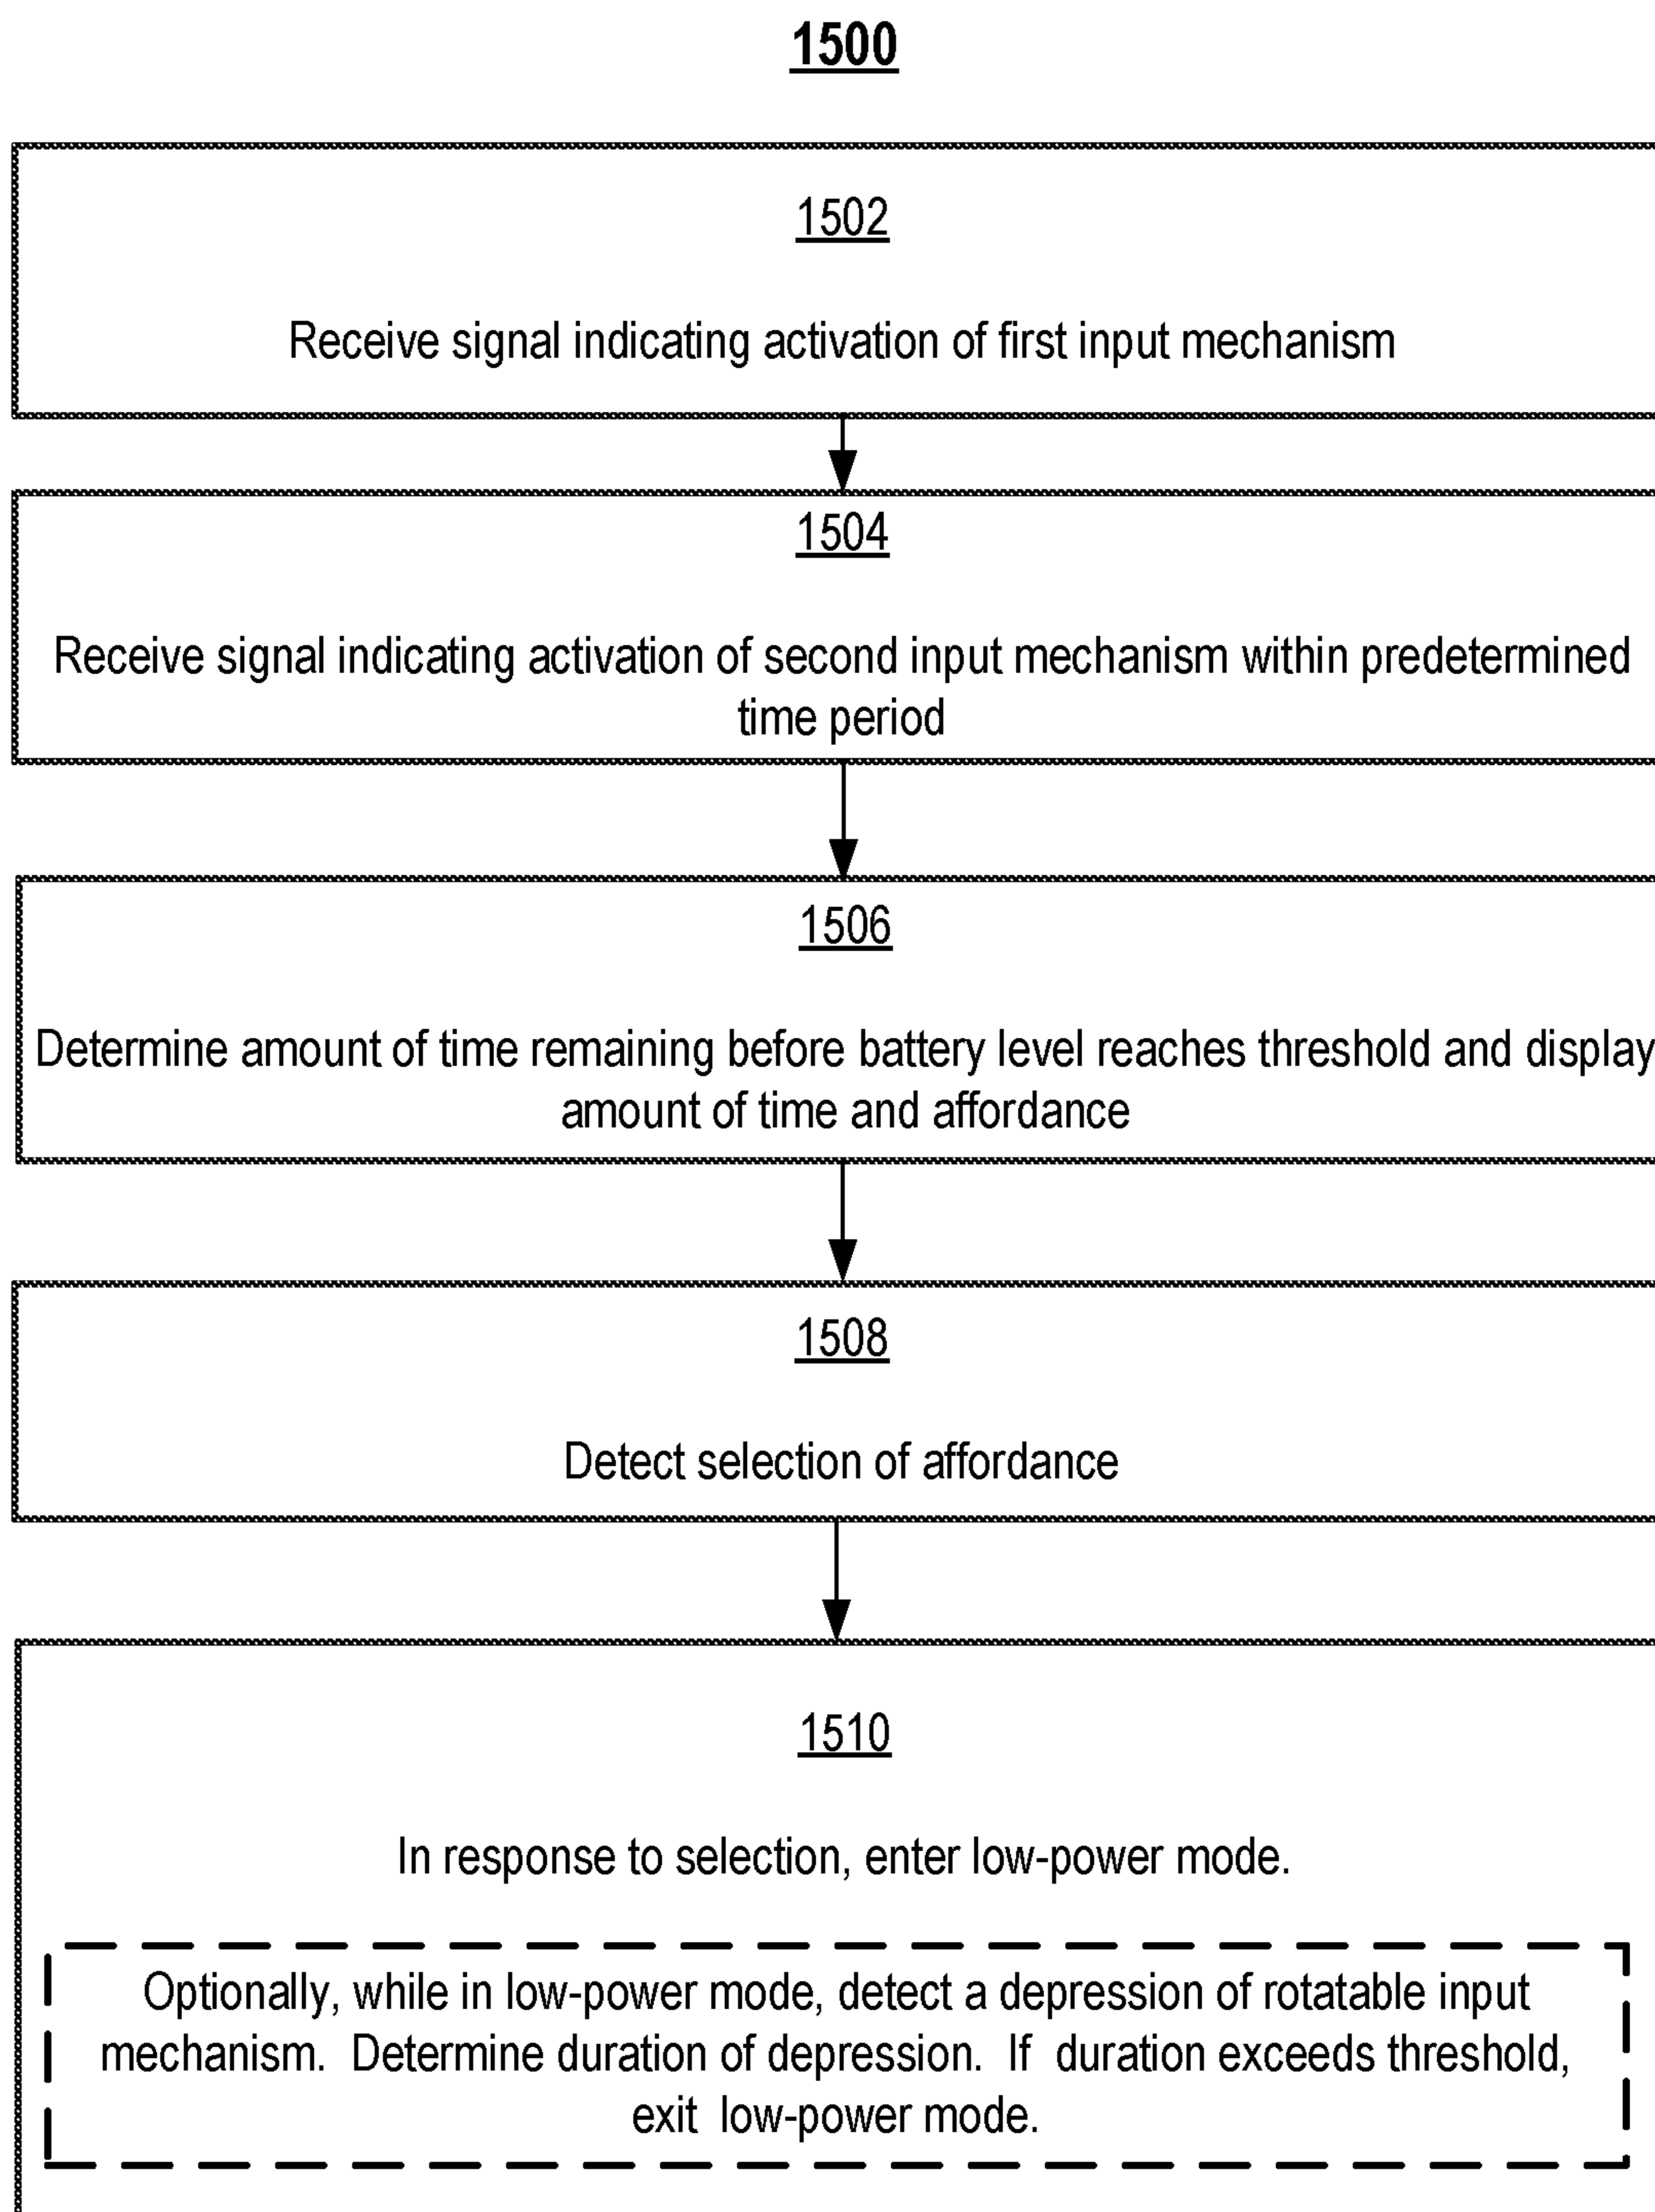 1500
1502
Receive signal indicating activation of first input mechanism
1504
Receive signal indicating activation of second input mechanism within predetermined
time period
1506
Determine amount of time remaining before battery level reaches threshold and display
amount of time and affordance
1508
Detect selection of affordance
1510
In response to selection, enter low-power mode.
Optionally, while in low-power mode, detect a depression of rotatable input
mechanism.  Determine duration of depression.  If  duration exceeds threshold,
exit  low-power mode.